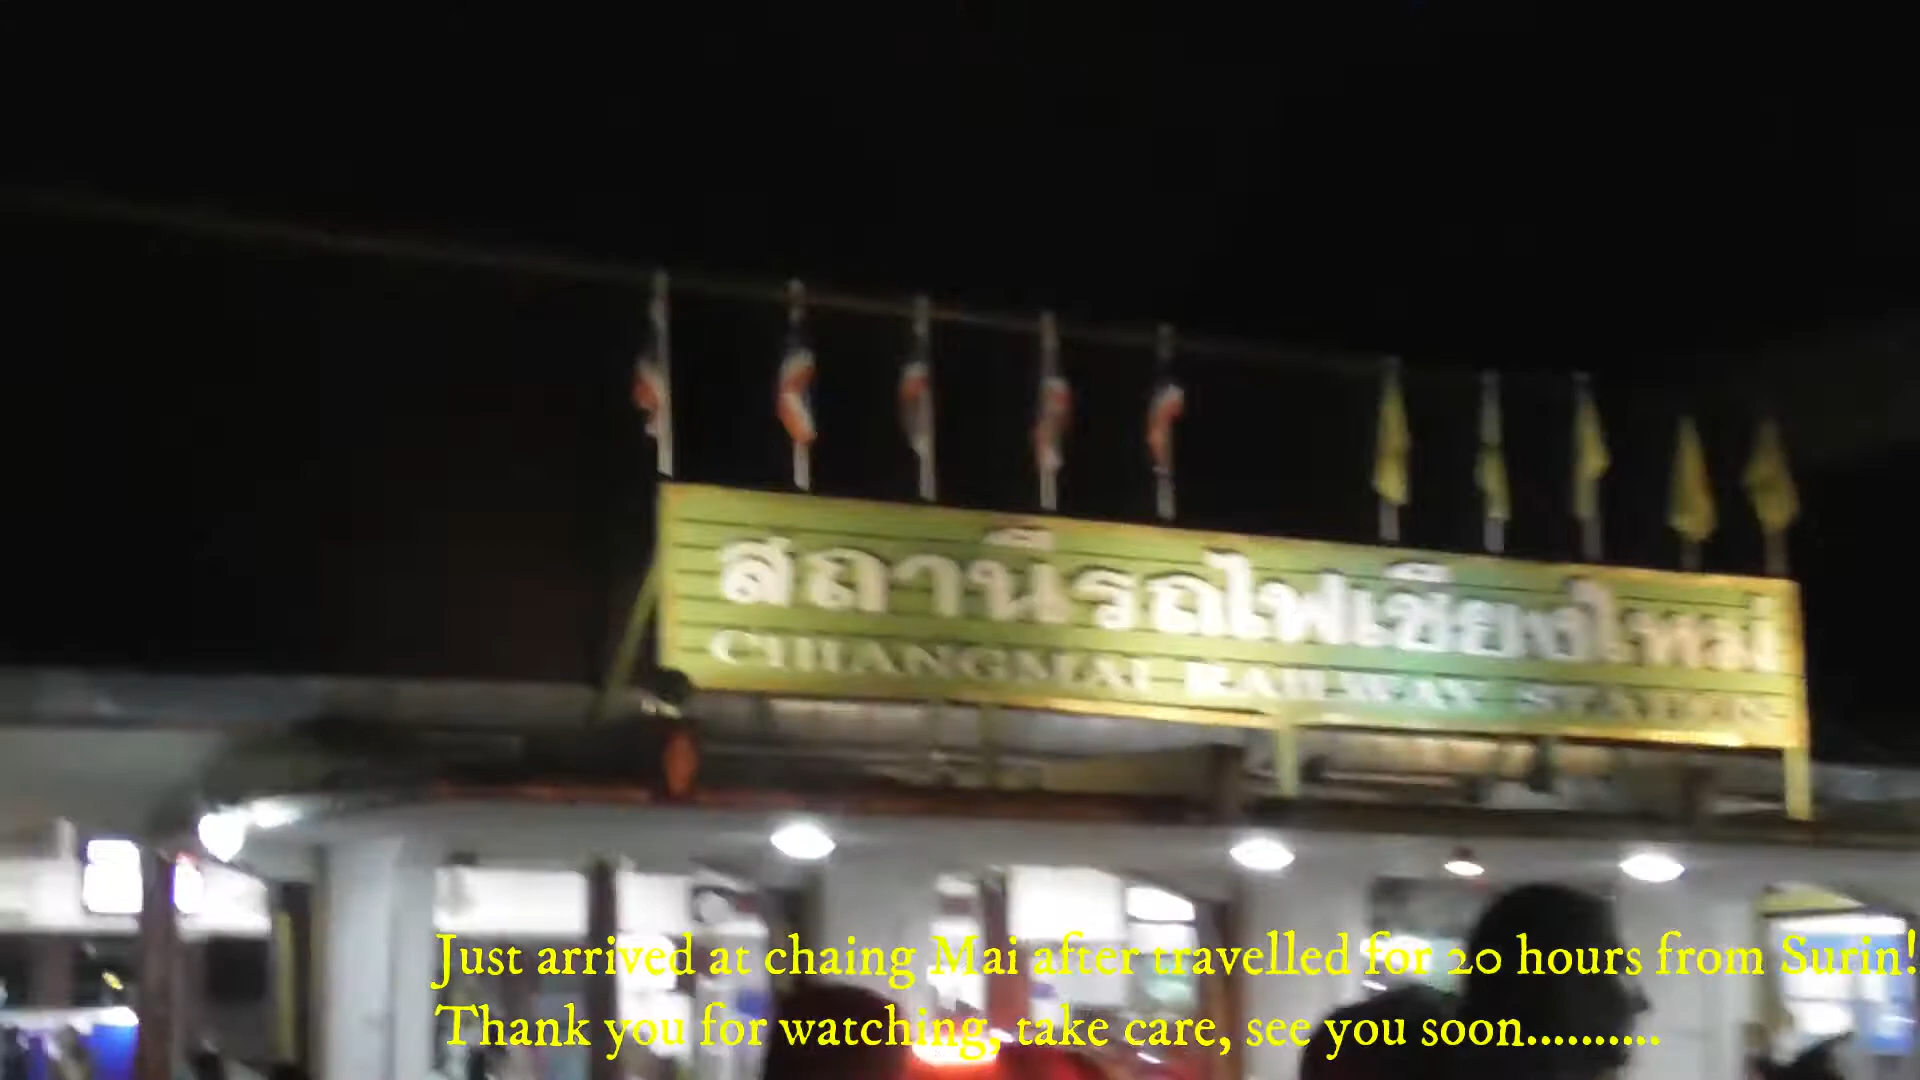 สถานีรถไฟเชียงใหม่
CHIANGMAI RAILWAY STATION
Just arrived at chaing Mai after travelled for 20 hours from Surin!
Thank you for watching, take care, see you soon..........